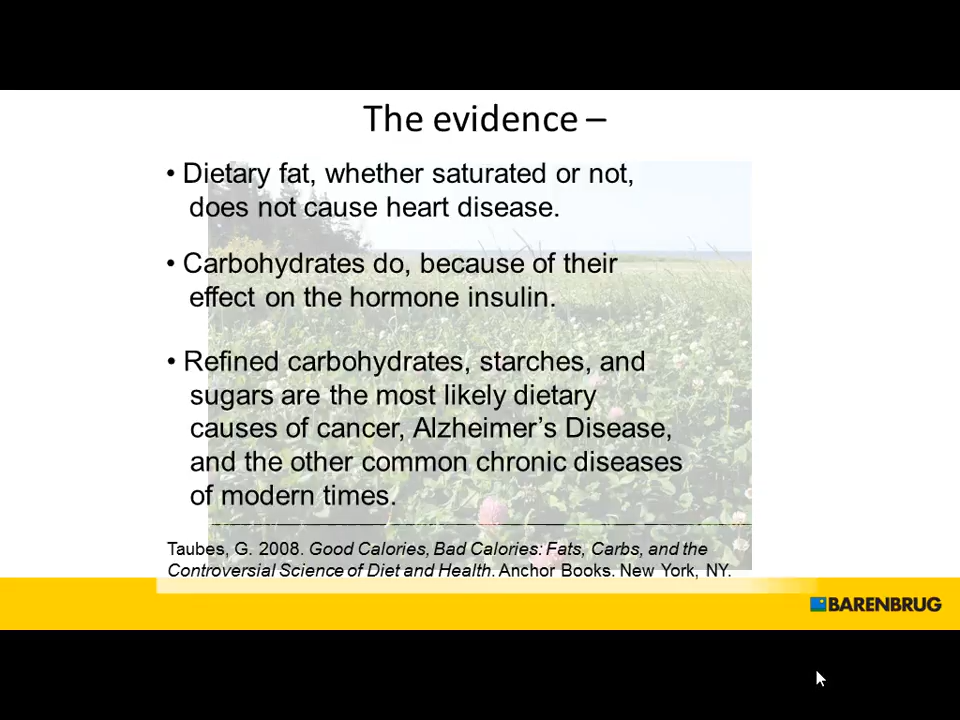 The evidence –
• Dietary fat, whether saturated or not,
does not cause heart disease.
• Carbohydrates do, because of their
effect on the hormone insulin.
• Refined carbohydrates, starches, and
sugars are the most likely dietary
causes of cancer, Alzheimer’s Disease,
and the other common chronic diseases
of modern times.
Taubes, G. 2008. Good Calories, Bad Calories: Fats, Carbs, and the
Controversial Science of Diet and Health. Anchor Books. New York, NY.
BARENBRUG